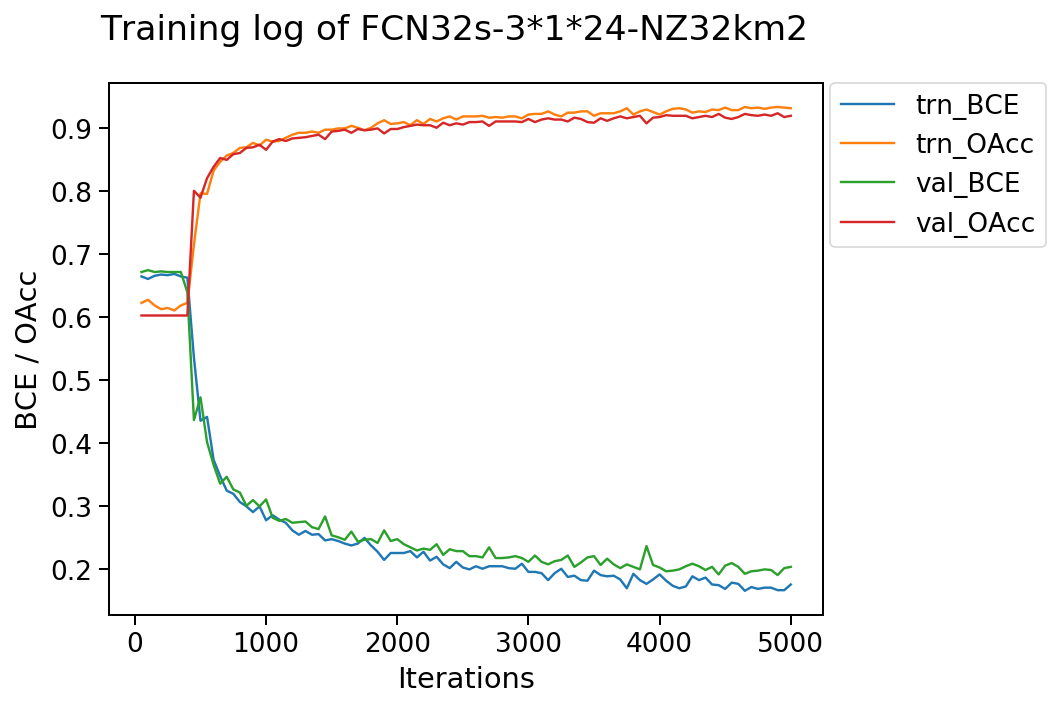 Training log of FCN32s-3*1*24-NZ32km2
trn_BCE
trn_OAcc
val_BCE
val_OAcc
BCE / OAcc
0.9
0.8
0.7
0.6
0.5
0.4
0.3
0.2
0 1000 2000 3000 4000 5000
Iterations